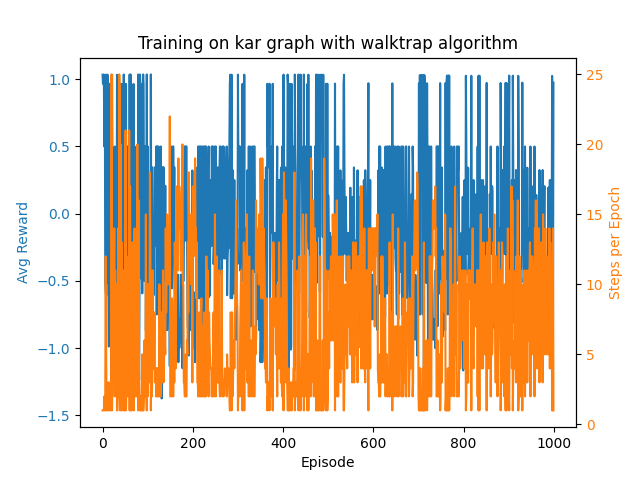 Training on kar graph with walktrap algorithm
1.0
0.5
0.0
−0.5
−1.0
−1.5
Avg Reward
25
20
15
10
5
0
Steps per Epoch
0 200 400 600 800 1000
Episode